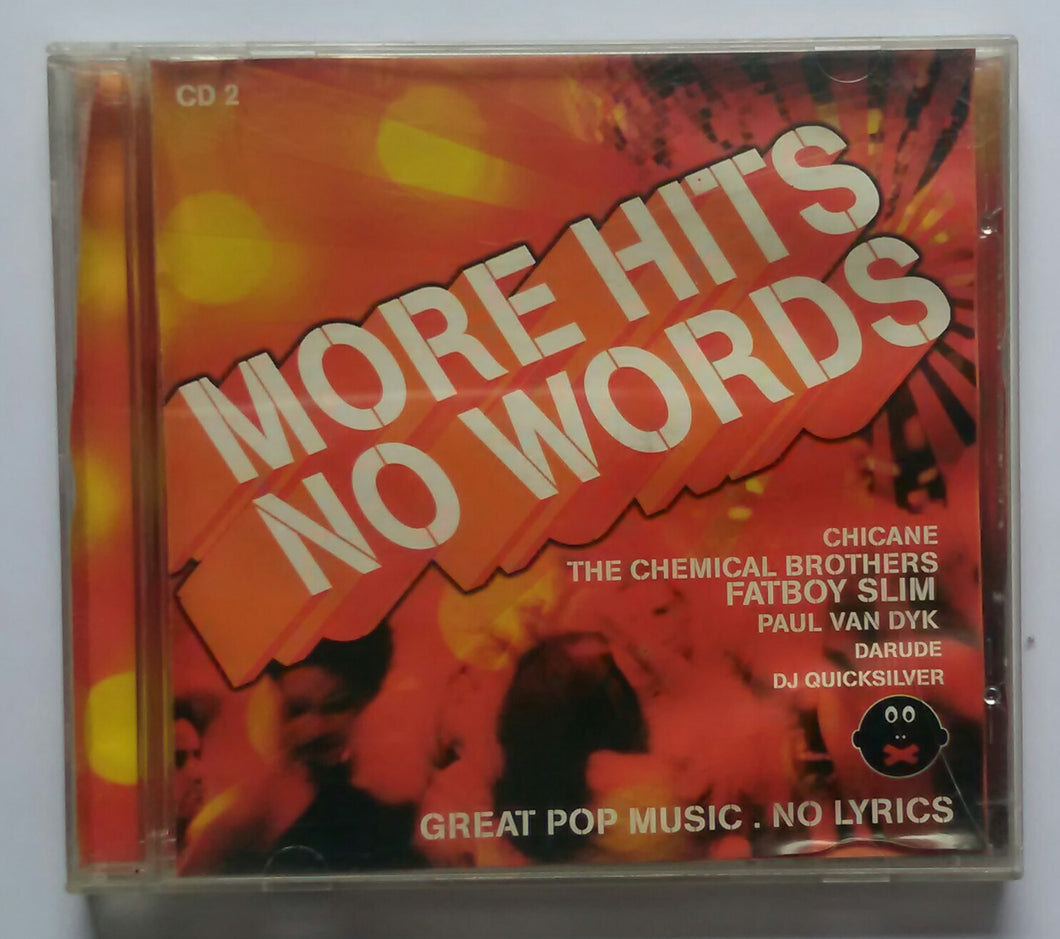 CD 2
MORE HITS
NO WORDS
CHICANE
THE CHEMICAL BROTHERS
FATBOY SLIM
PAUL VAN DYK
DARUDE
DJ QUICKSILVER
GREAT POP MUSIC . NO LYRICS